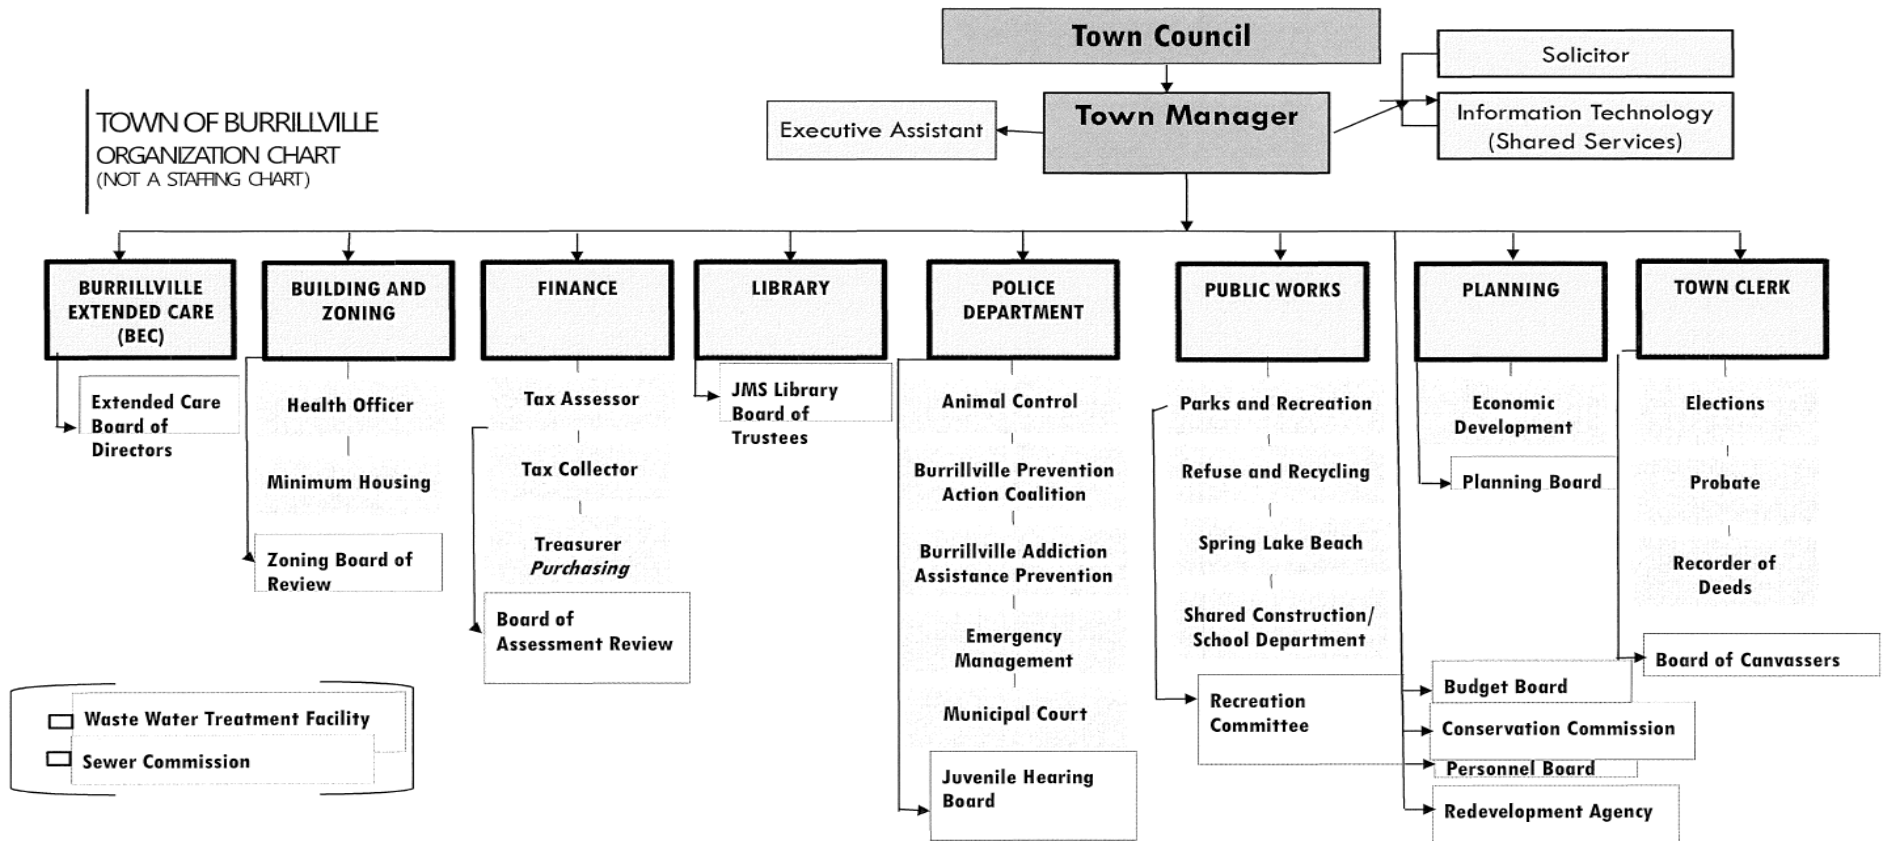 Town Council
Solicitor
TOWN OF BURRILLVILLE
ORGANIZATION CHART
(NOT A STAFFING CHART)
Executive Assistant
Town Manager
Information Technology
(Shared Services)
BURRILLVILLE
EXTENDED CARE
(BEC)
Extended Care
Board of
Directors
BUILDING AND
ZONING
Health Officer
Minimum Housing
Zoning Board of
Review
FINANCE
Tax Assessor
Tax Collector
Treasurer
Purchasing
Board of
Assessment Review
LIBRARY
JMS Library
Board of
Trustees
POLICE
DEPARTMENT
Animal Control
Burrillville Prevention
Action Coalition
Burrillville Addiction
Assistance Prevention
Emergency
Management
Municipal Court
Juvenile Hearing
Board
PUBLIC WORKS
Parks and Recreation
Refuse and Recycling
Spring Lake Beach
Shared Construction/
School Department
Recreation
Committee
PLANNING
Economic
Development
Planning Board
TOWN CLERK
Elections
Probate
Recorder of
Deeds
Board of Canvassers
Budget Board
Conservation Commission
Personnel Board
Redevelopment Agency
Waste Water Treatment Facility
Sewer Commission